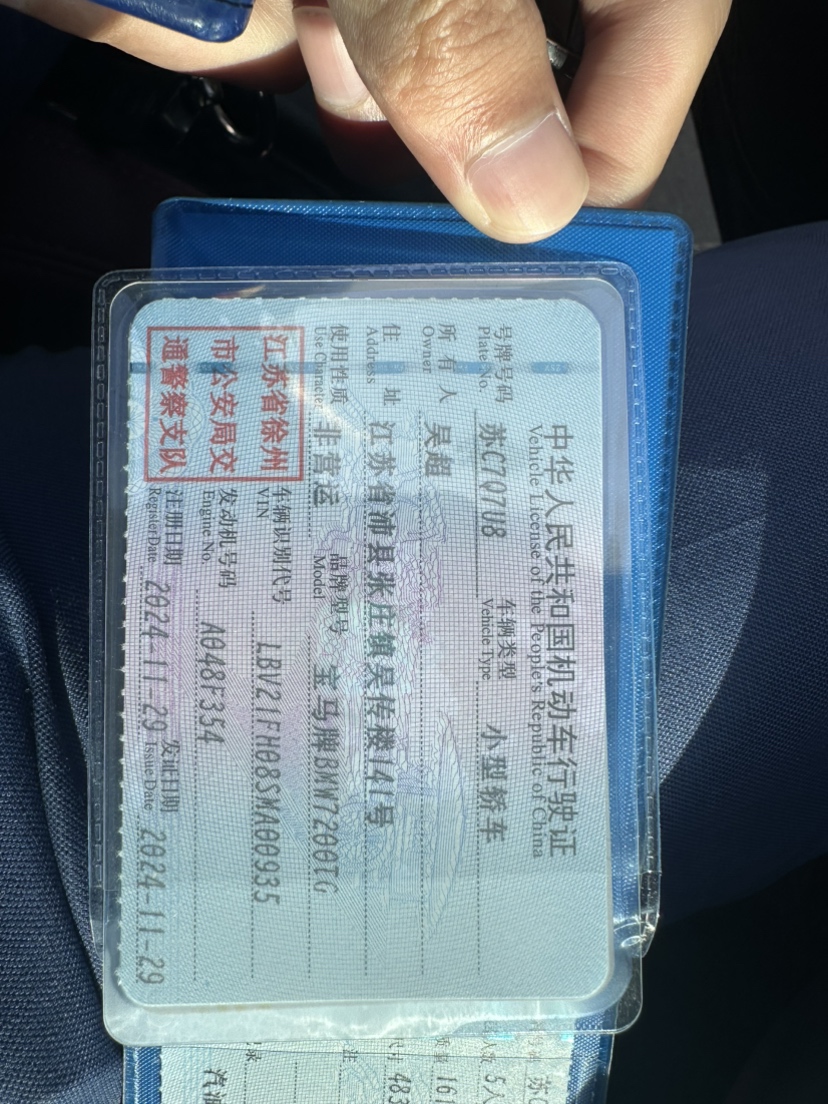 中华人民共和国机动车行驶证
Vehicle License of the People's Republic of China
号牌号码 苏C7Q7U8 车辆类型 小型轿车
Plate No. Vehicle Type
所有人 吴超
Owner
住址 江苏省沛县张庄镇吴传楼141号
Address
使用性质 非营运 品牌型号 宝马牌BMW7200TG
Use Character Model
江苏省徐州
市公安局交
通警察支队
车辆识别代号 LBV21FH08SMA00935
VIN
发动机号码 A048F354
Engine No.
注册日期 2024-11-29 发证日期 2024-11-29
Register Date Issue Date
5人
161
483
汽油